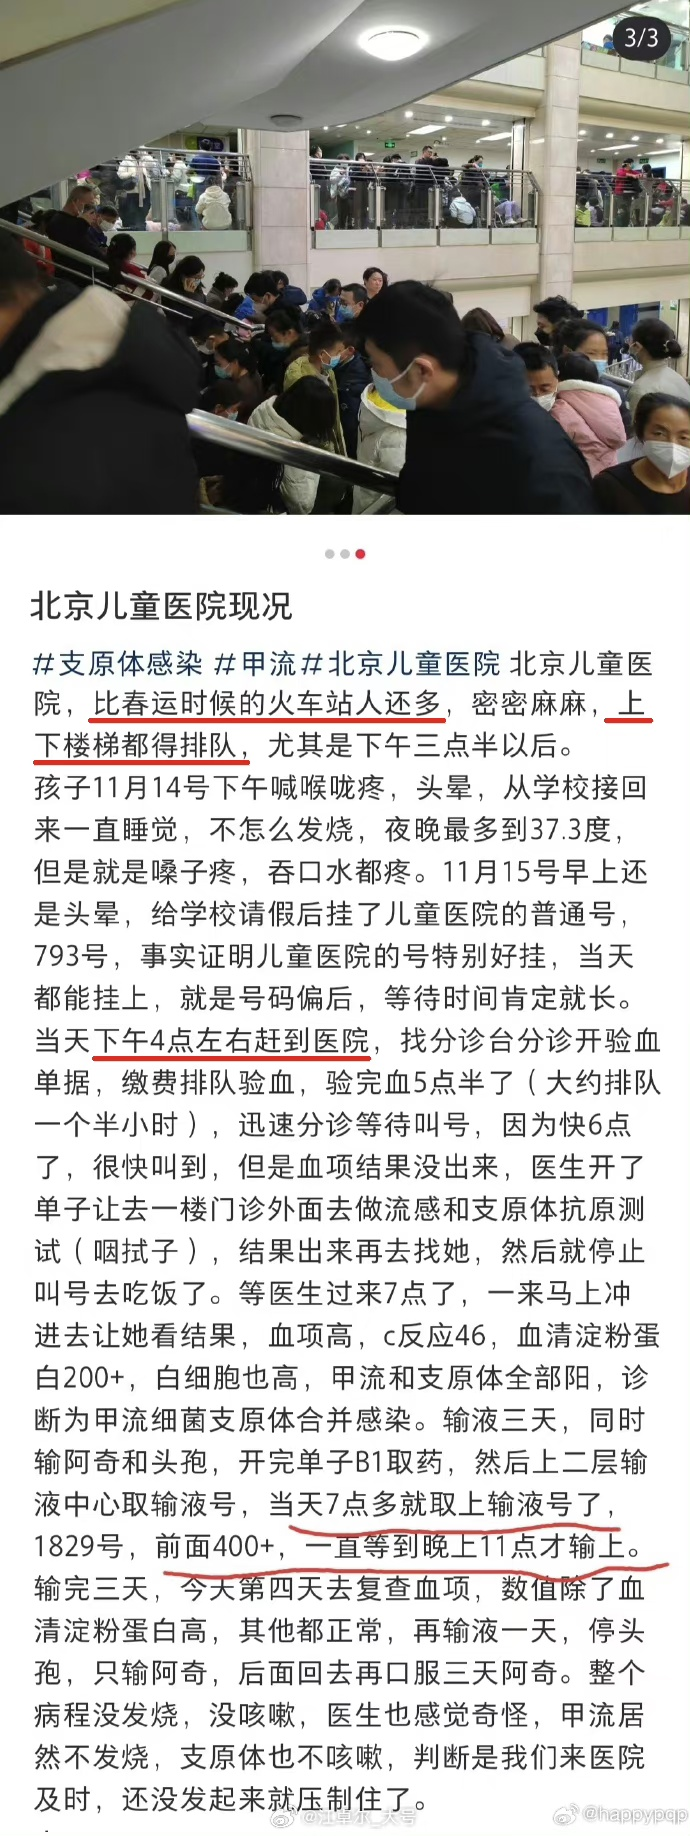 3/3
北京儿童医院现况
#支原体感染 #甲流#北京儿童医院 北京儿童医
院，比春运时候的火车站人还多，密密麻麻，上
下楼梯都得排队，尤其是下午三点半以后。
孩子11月14号下午喊喉咙疼，头晕，从学校接回
来一直睡觉，不怎么发烧，夜晚最多到37.3度，
但是就是嗓子疼，吞口水都疼。11月15号早上还
是头晕，给学校请假后挂了儿童医院的普通号，
793号，事实证明儿童医院的号特别好挂，当天
都能挂上，就是号码偏后，等待时间肯定就长。
当天下午4点左右赶到医院，找分诊台分诊开验血
单据，缴费排队验血，验完血5点半了（大约排队
一个半小时），迅速分诊等待叫号，因为快6点
了，很快叫到，但是血项结果没出来，医生开了
单子让去一楼门诊外面去做流感和支原体抗原测
试（咽拭子），结果出来再去找她，然后就停止
叫号去吃饭了。等医生过来7点了，一来马上冲
进去让她看结果，血项高，c反应46，血清淀粉蛋
白200+，白细胞也高，甲流和支原体全部阳，诊
断为甲流细菌支原体合并感染。输液三天，同时
输阿奇和头孢，开完单子B1取药，然后上二层输
液中心取输液号，当天7点多就取上输液号了，
1829号，前面400+，一直等到晚上11点才输上。
输完三天，今天第四天去复查血项，数值除了血
清淀粉蛋白高，其他都正常，再输液一天，停头
孢，只输阿奇，后面回去再口服三天阿奇。整个
病程没发烧，没咳嗽，医生也感觉奇怪，甲流居
然不发烧，支原体也不咳嗽，判断是我们来医院
及时，还没发起来就压制住了。
@江卓尔_大号
@happypqp